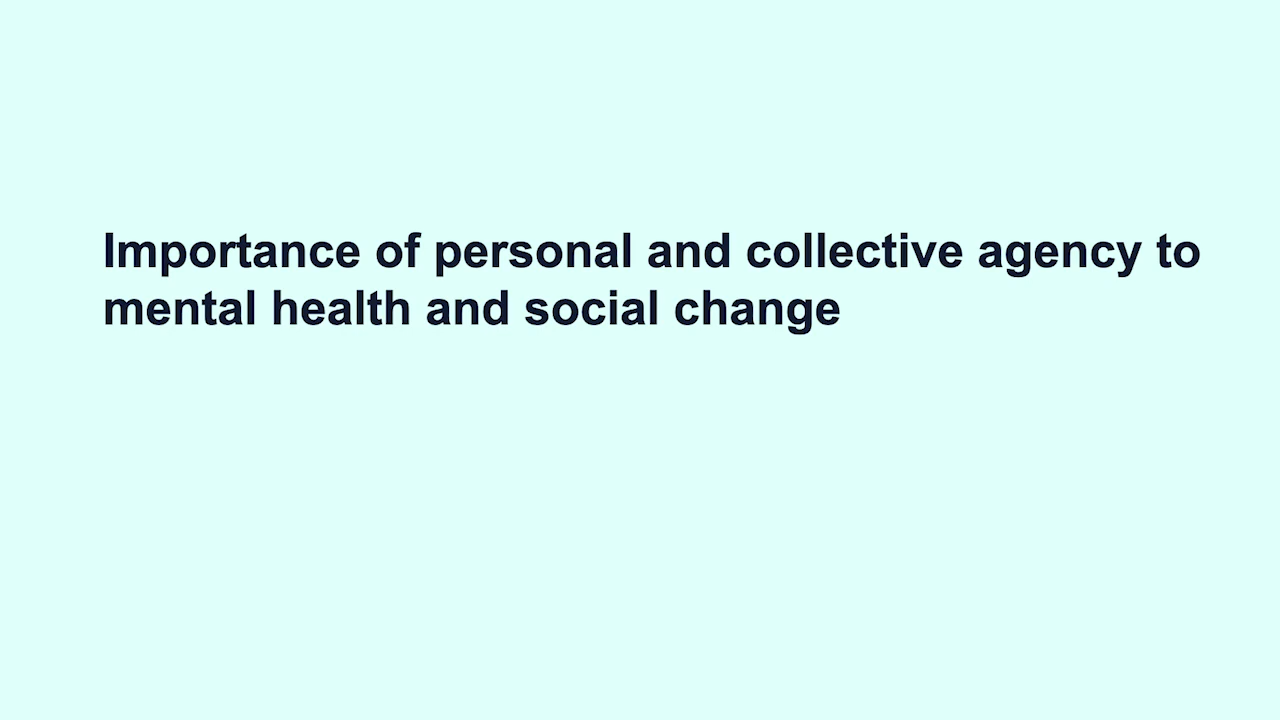 Importance of personal and collective agency to
mental health and social change